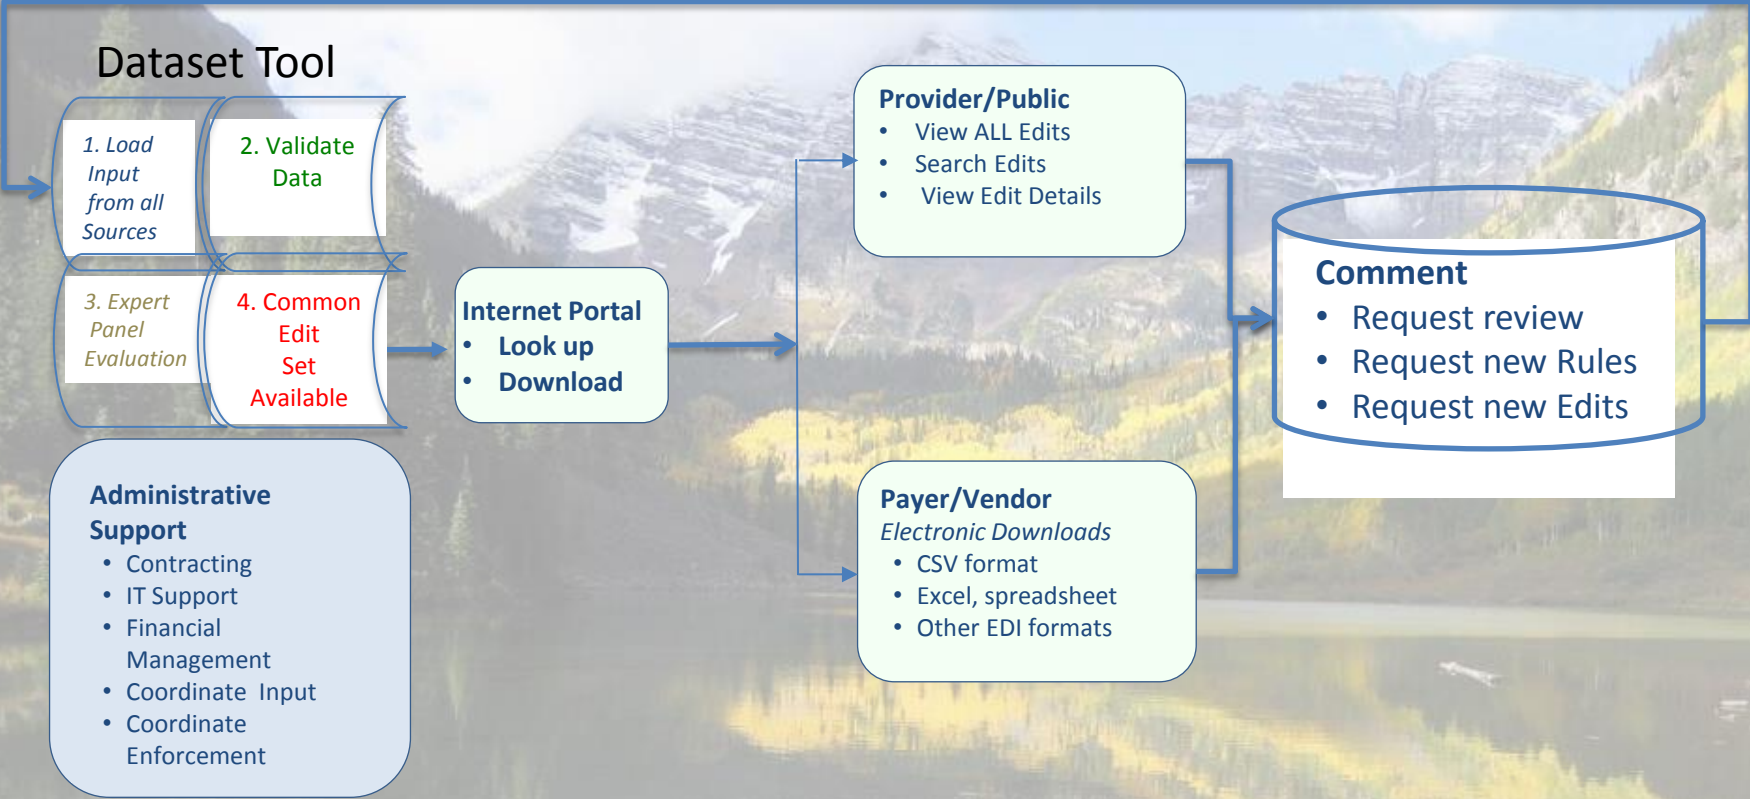 Dataset Tool
1. Load
Input
from all
Sources
2. Validate
Data
3. Expert
Panel
Evaluation
4. Common
Edit
Set
Available
Administrative
Support
• Contracting
• IT Support
• Financial
Management
• Coordinate Input
• Coordinate
Enforcement
Internet Portal
• Look up
• Download
Provider/Public
• View ALL Edits
• Search Edits
• View Edit Details
Payer/Vendor
Electronic Downloads
• CSV format
• Excel, spreadsheet
• Other EDI formats
Comment
• Request review
• Request new Rules
• Request new Edits